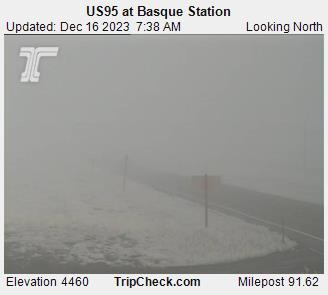 US95 at Basque Station
Updated: Dec 16 2023 7:38 AM Looking North
Elevation 4460 TripCheck.com Milepost 91.62